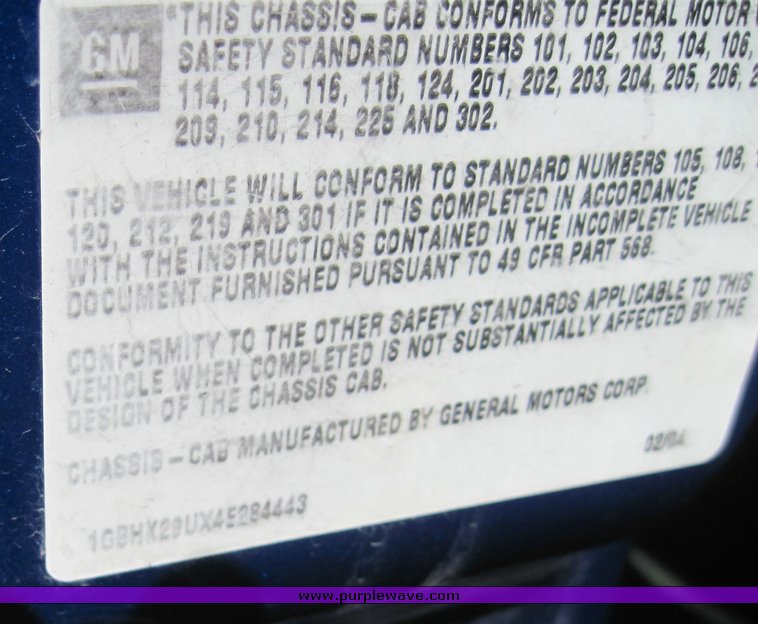 GM
*THIS CHASSIS-CAB CONFORMS TO FEDERAL MOTOR
SAFETY STANDARD NUMBERS 101, 102, 103, 104, 106,
114, 115, 116, 118, 124, 201, 202, 203, 204, 205, 206, 2
209, 210, 214, 225 AND 302.
THIS VEHICLE WILL CONFORM TO STANDARD NUMBERS 105, 108, 1
120, 212, 219 AND 301 IF IT IS COMPLETED IN ACCORDANCE
WITH THE INSTRUCTIONS CONTAINED IN THE INCOMPLETE VEHICLE
DOCUMENT FURNISHED PURSUANT TO 49 CFR PART 568.
CONFORMITY TO THE OTHER SAFETY STANDARDS APPLICABLE TO THIS
VEHICLE WHEN COMPLETED IS NOT SUBSTANTIALLY AFFECTED BY THE
DESIGN OF THE CHASSIS CAB.
CHASSIS-CAB MANUFACTURED BY GENERAL MOTORS CORP.
02/04
1GBHK29UX4E284443
www.purplewave.com